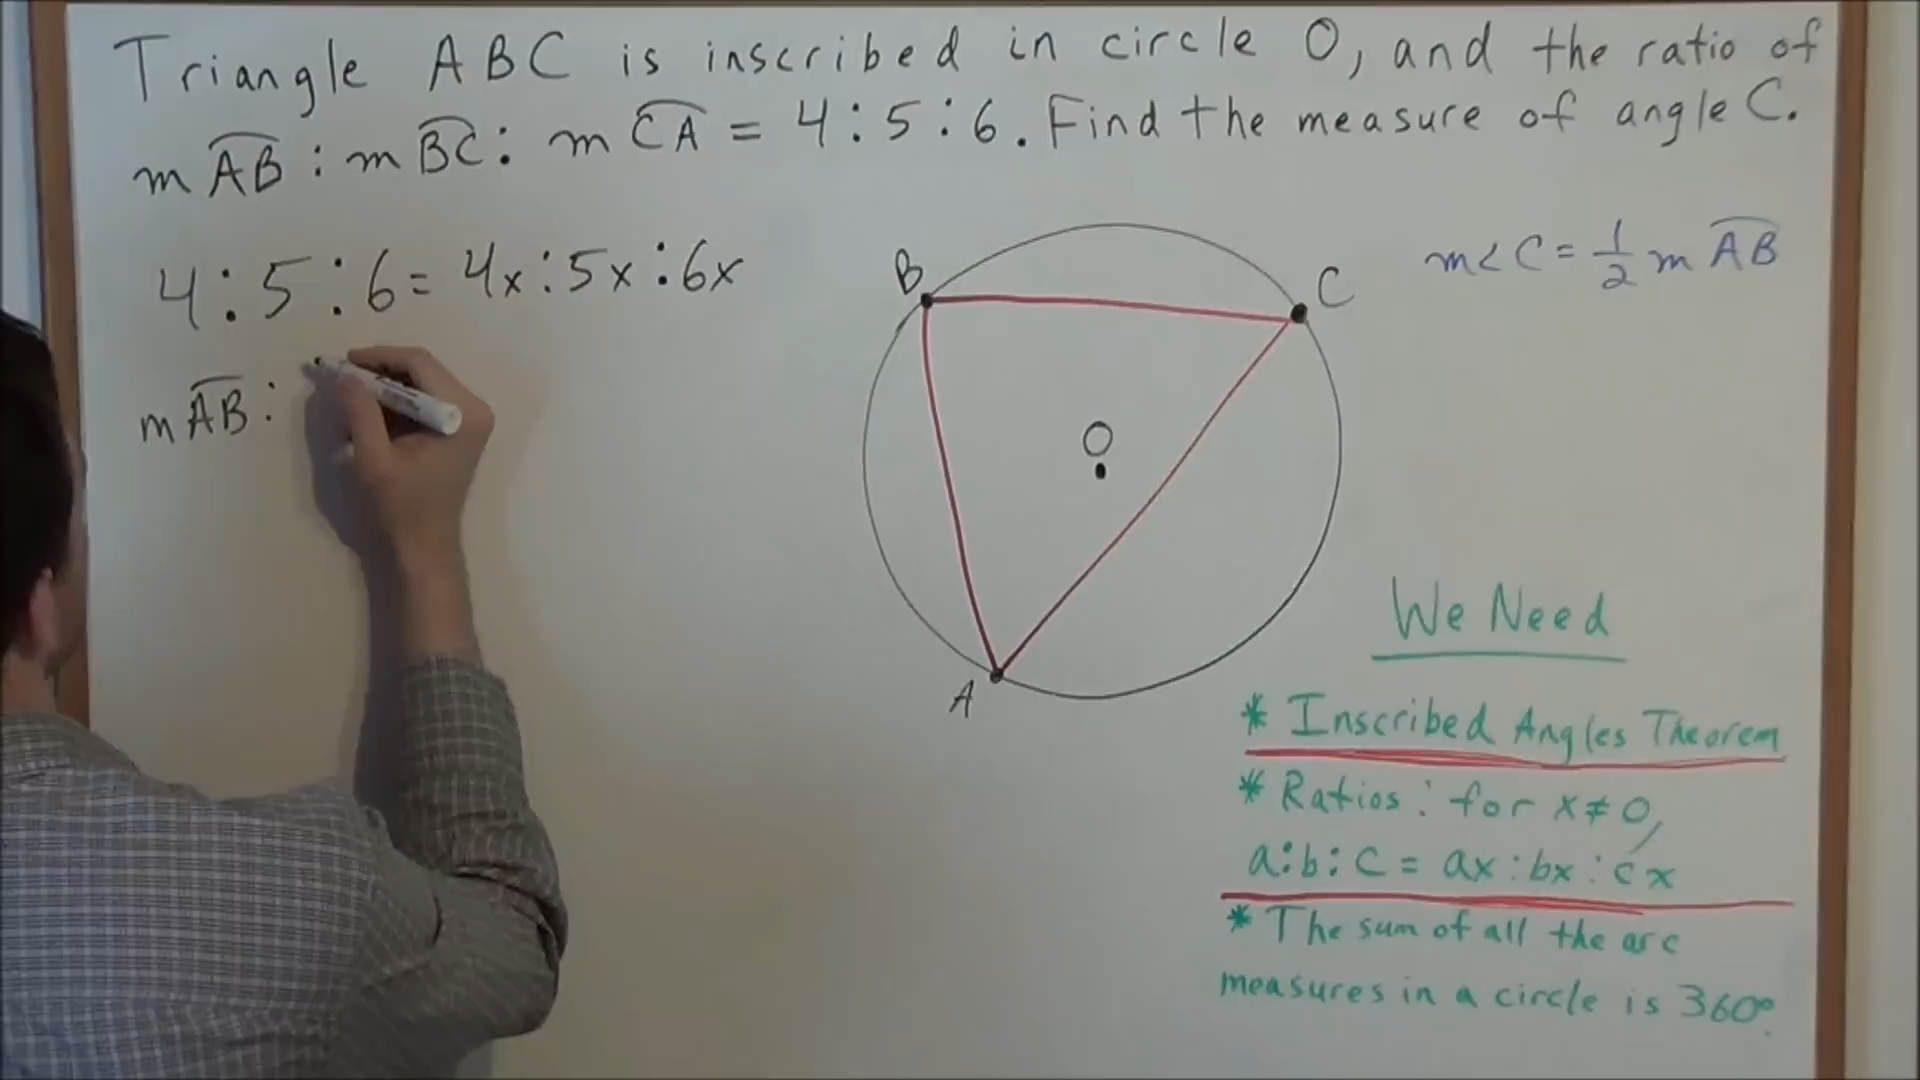 Triangle ABC is inscribed in circle O, and the ratio of
mAB : mBC : mCA = 4:5:6. Find the measure of angle C.
4:5:6 = 4x:5x:6x
mAB:
B
C
O
A
m<C = 1/2 mAB
We Need
* Inscribed Angles Theorem
* Ratios: for x≠0,
a:b:c = ax:bx:cx
* The sum of all the arc
measures in a circle is 360°.